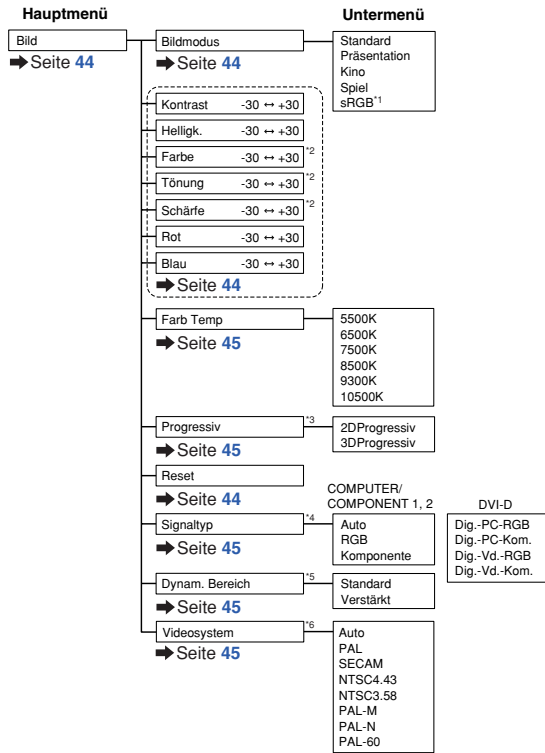 Hauptmenü
Untermenü
Bild
➡Seite 44
Bildmodus
➡Seite 44
Standard
Präsentation
Kino
Spiel
sRGB*1
Kontrast -30 ↔ +30
Helligk. -30 ↔ +30
Farbe -30 ↔ +30 *2
Tönung -30 ↔ +30 *2
Schärfe -30 ↔ +30 *2
Rot -30 ↔ +30
Blau -30 ↔ +30
➡Seite 44
Farb Temp
➡Seite 45
5500K
6500K
7500K
8500K
9300K
10500K
Progressiv *3
➡Seite 45
2DProgressiv
3DProgressiv
Reset
➡Seite 44
Signaltyp *4
➡Seite 45
COMPUTER/
COMPONENT 1, 2
Auto
RGB
Komponente
DVI-D
Dig.-PC-RGB
Dig.-PC-Kom.
Dig.-Vd.-RGB
Dig.-Vd.-Kom.
Dynam. Bereich *5
➡Seite 45
Standard
Verstärkt
Videosystem *6
➡Seite 45
Auto
PAL
SECAM
NTSC4.43
NTSC3.58
PAL-M
PAL-N
PAL-60